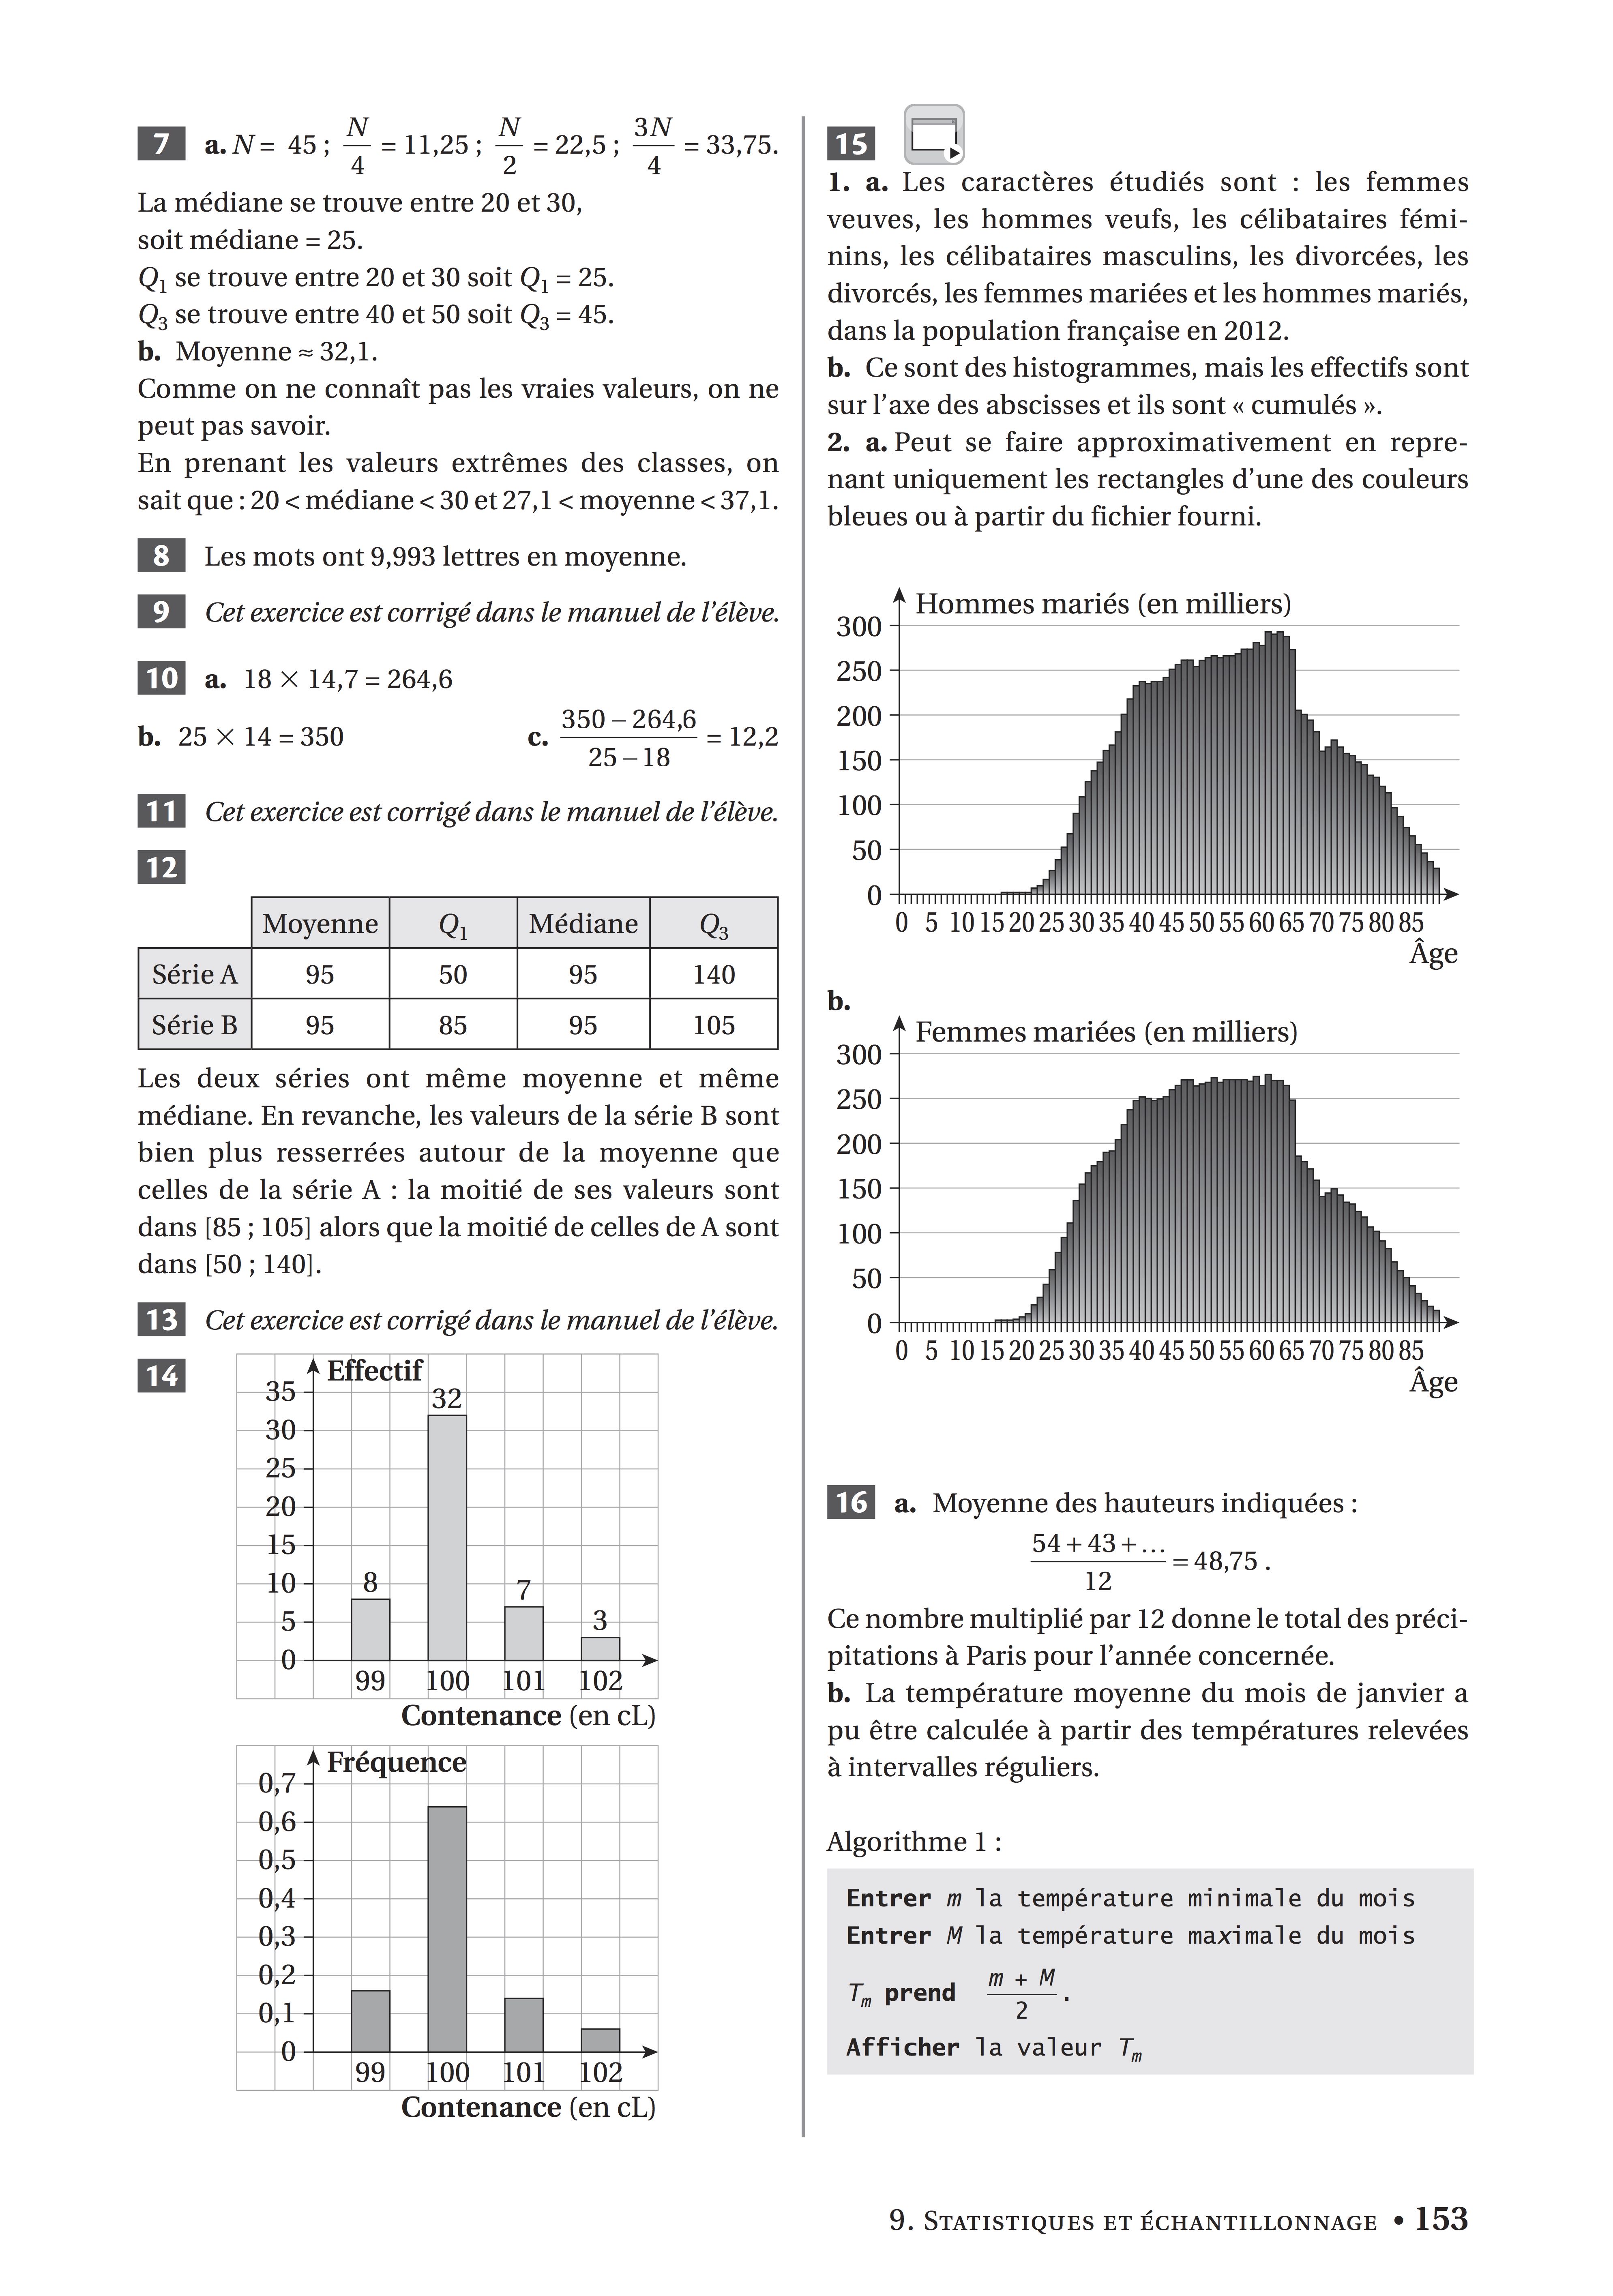 7 a. N = 45 ; N/4 = 11,25 ; N/2 = 22,5 ; 3N/4 = 33,75.
La médiane se trouve entre 20 et 30,
soit médiane = 25.
Q1 se trouve entre 20 et 30 soit Q1 = 25.
Q3 se trouve entre 40 et 50 soit Q3 = 45.
b. Moyenne ≈ 32,1.
Comme on ne connaît pas les vraies valeurs, on ne
peut pas savoir.
En prenant les valeurs extrêmes des classes, on
sait que : 20 < médiane < 30 et 27,1 < moyenne < 37,1.
8 Les mots ont 9,993 lettres en moyenne.
9 Cet exercice est corrigé dans le manuel de l'élève.
10 a. 18 × 14,7 = 264,6
b. 25 × 14 = 350 c. (350 – 264,6)/(25 – 18) = 12,2
11 Cet exercice est corrigé dans le manuel de l'élève.
12
Moyenne Q1 Médiane Q3
Série A 95 50 95 140
Série B 95 85 95 105
Les deux séries ont même moyenne et même
médiane. En revanche, les valeurs de la série B sont
bien plus resserrées autour de la moyenne que
celles de la série A : la moitié de ses valeurs sont
dans [85 ; 105] alors que la moitié de celles de A sont
dans [50 ; 140].
13 Cet exercice est corrigé dans le manuel de l'élève.
14
Effectif
35
30
25
20
15
10
5
0
8 32 7 3
99 100 101 102
Contenance (en cL)
Fréquence
0,7
0,6
0,5
0,4
0,3
0,2
0,1
0
99 100 101 102
Contenance (en cL)
15
1. a. Les caractères étudiés sont : les femmes
veuves, les hommes veufs, les célibataires fémi-
nins, les célibataires masculins, les divorcées, les
divorcés, les femmes mariées et les hommes mariés,
dans la population française en 2012.
b. Ce sont des histogrammes, mais les effectifs sont
sur l'axe des abscisses et ils sont « cumulés ».
2. a. Peut se faire approximativement en repre-
nant uniquement les rectangles d'une des couleurs
bleues ou à partir du fichier fourni.
Hommes mariés (en milliers)
300
250
200
150
100
50
0
0 5 10 15 20 25 30 35 40 45 50 55 60 65 70 75 80 85
Âge
b.
Femmes mariées (en milliers)
300
250
200
150
100
50
0
0 5 10 15 20 25 30 35 40 45 50 55 60 65 70 75 80 85
Âge
16 a. Moyenne des hauteurs indiquées :
(54 + 43 + …)/12 = 48,75 .
Ce nombre multiplié par 12 donne le total des préci-
pitations à Paris pour l'année concernée.
b. La température moyenne du mois de janvier a
pu être calculée à partir des températures relevées
à intervalles réguliers.
Algorithme 1 :
Entrer m la température minimale du mois
Entrer M la température maximale du mois
Tm prend (m + M)/2 .
Afficher la valeur Tm
9. Statistiques et échantillonnage • 153